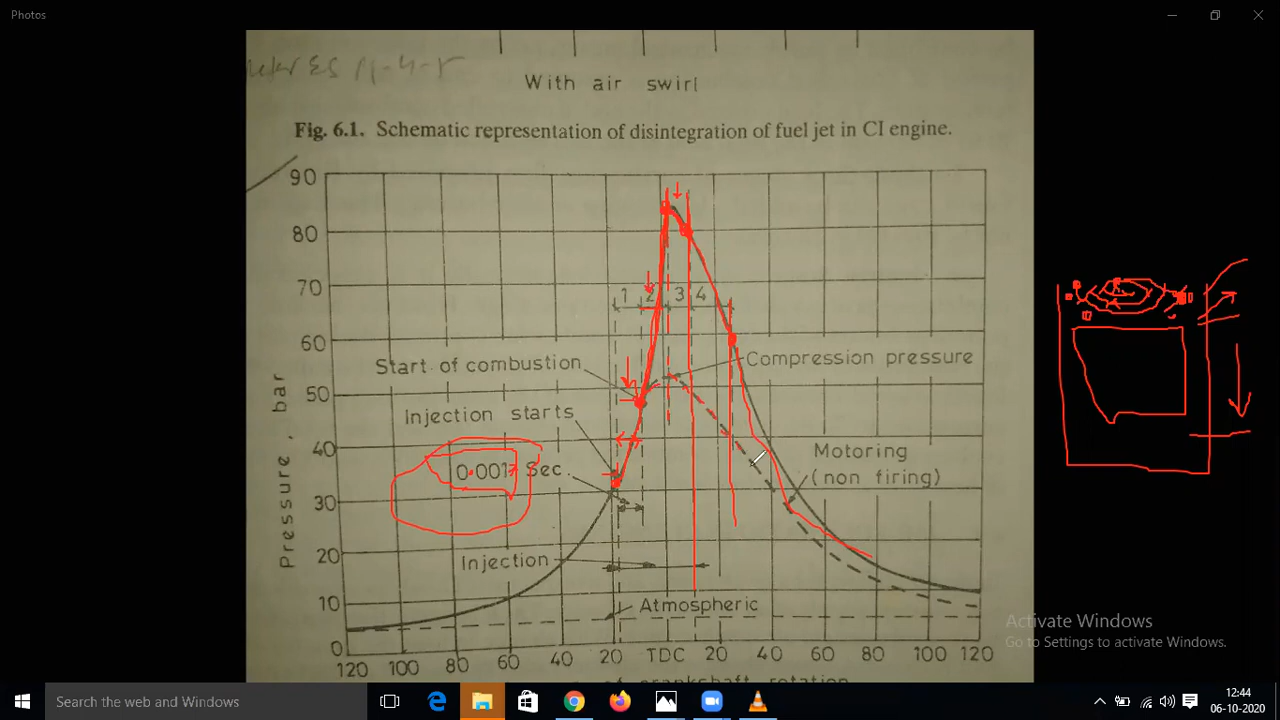 Photos
With air swirl
Fig. 6.1. Schematic representation of disintegration of fuel jet in CI engine.
90
80
70
60
50
40
30
20
10
0
Pressure, bar
1 2 3 4
Start of combustion
Compression pressure
Injection starts
0.001 Sec.
Motoring
(non firing)
Injection
Atmospheric
120 100 80 60 40 20 TDC 20 40 60 80 100 120
of crankshaft rotation
Activate Windows
Go to Settings to activate Windows.
Search the web and Windows
12:44
06-10-2020